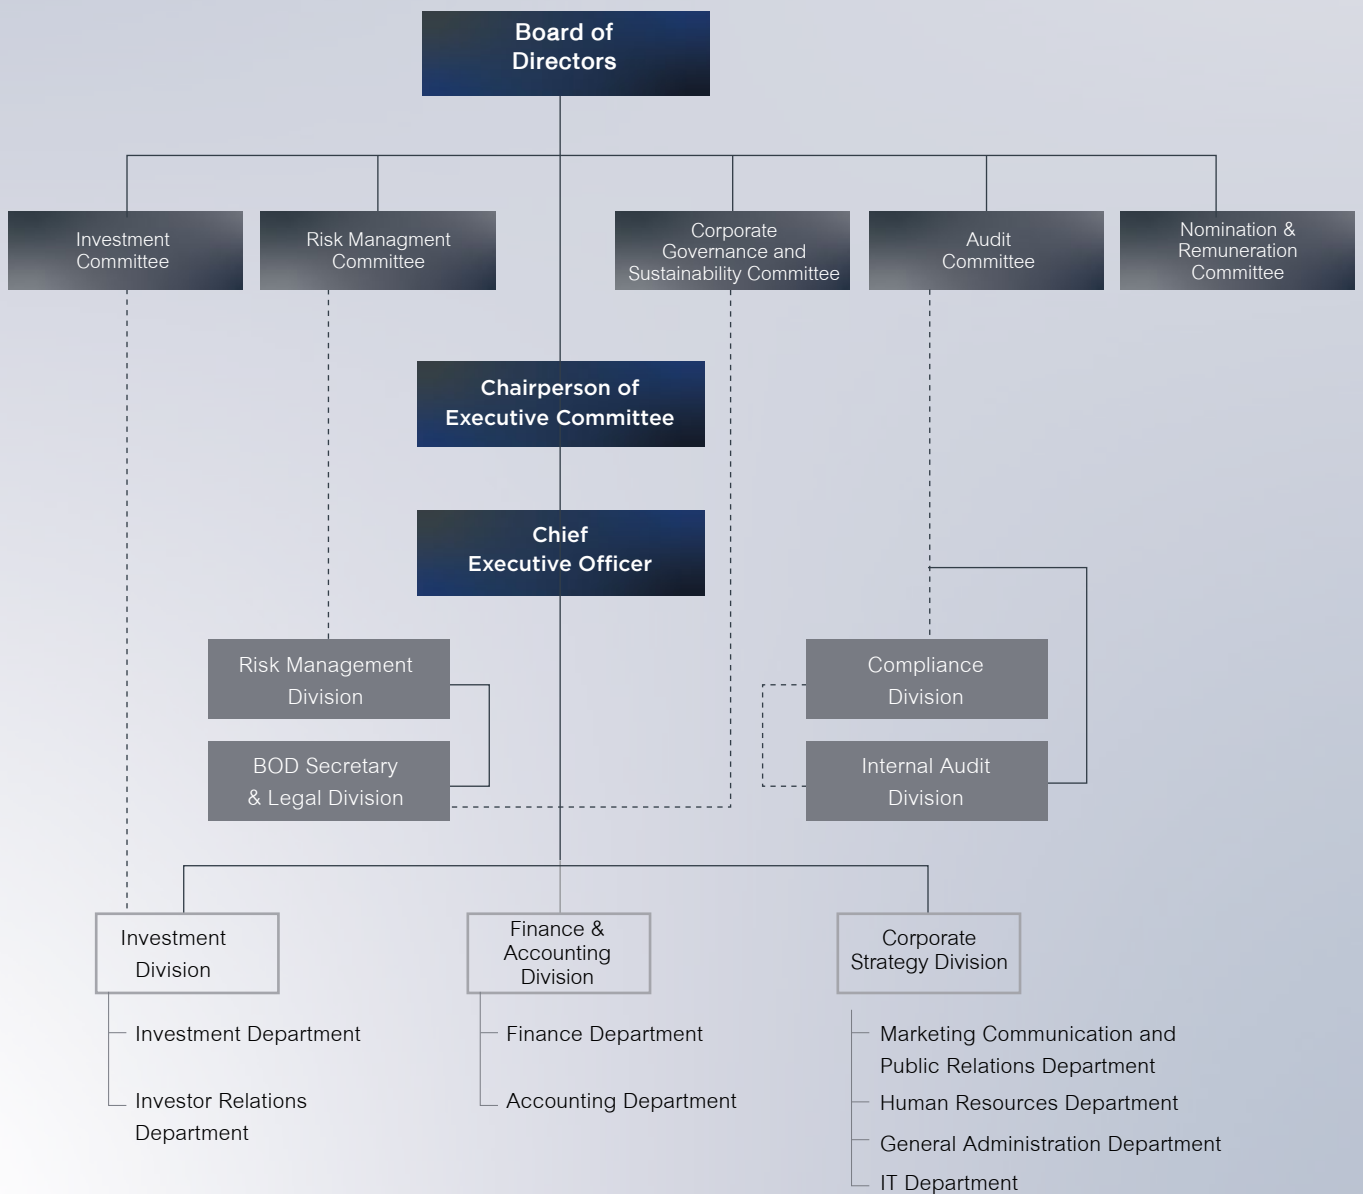 Board of
Directors
Investment
Committee
Risk Managment
Committee
Corporate
Governance and
Sustainability Committee
Audit
Committee
Nomination &
Remuneration
Committee
Chairperson of
Executive Committee
Chief
Executive Officer
Risk Management
Division
Compliance
Division
BOD Secretary
& Legal Division
Internal Audit
Division
Investment
Division
Finance &
Accounting
Division
Corporate
Strategy Division
Investment Department
Investor Relations
Department
Finance Department
Accounting Department
Marketing Communication and
Public Relations Department
Human Resources Department
General Administration Department
IT Department